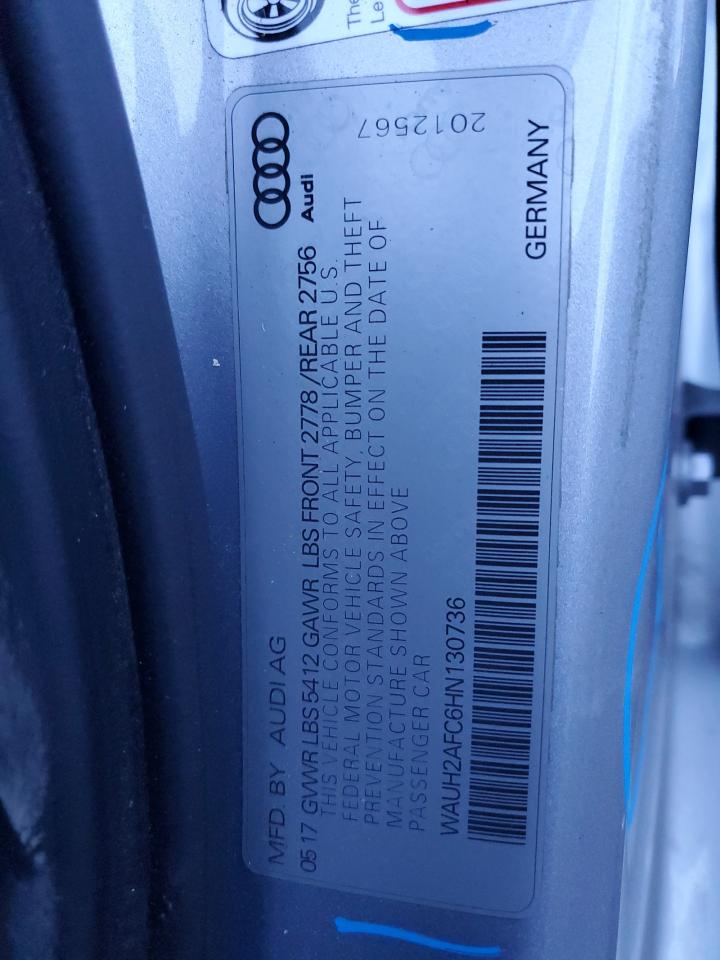 The
Le
Audi
2012567
MFD. BY AUDI AG
05 17 GVWR LBS 5412 GAWR LBS FRONT 2778 /REAR 2756
THIS VEHICLE CONFORMS TO ALL APPLICABLE U.S.
FEDERAL MOTOR VEHICLE SAFETY, BUMPER AND THEFT
PREVENTION STANDARDS IN EFFECT ON THE DATE OF
MANUFACTURE SHOWN ABOVE
PASSENGER CAR
WAUH2AFC6HN130736
GERMANY